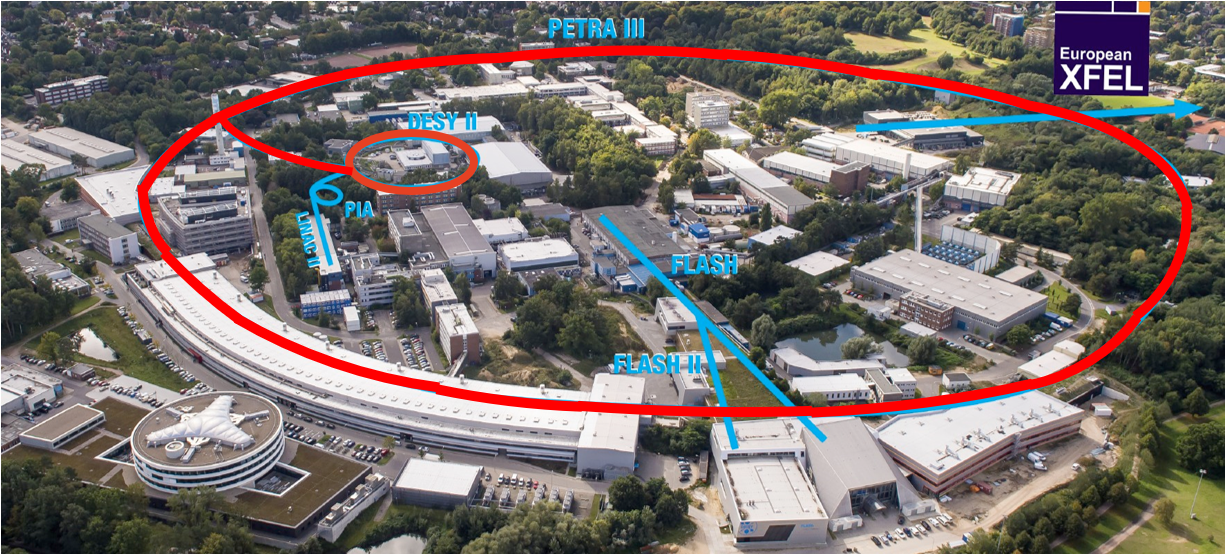 PETRA III
European
XFEL
DESY II
PIA
LINAC II
FLASH
FLASH II